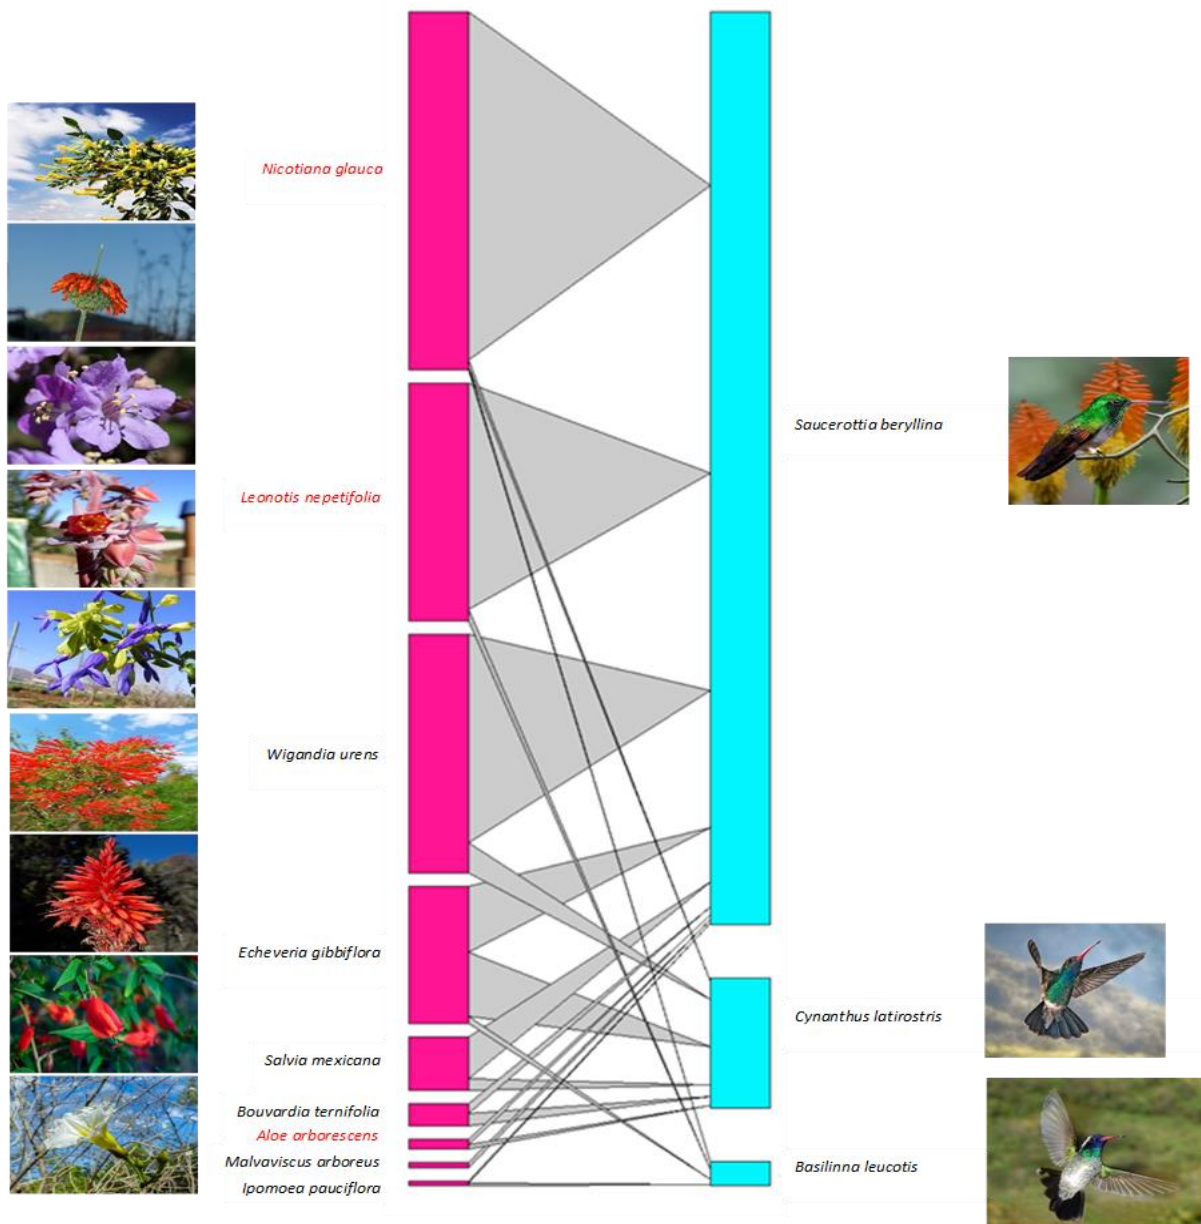 Nicotiana glauca
Leonotis nepetifolia
Wigandia urens
Echeveria gibbiflora
Salvia mexicana
Bouvardia ternifolia
Aloe arborescens
Malvaviscus arboreus
Ipomoea pauciflora
Saucerottia beryllina
Cynanthus latirostris
Basilinna leucotis